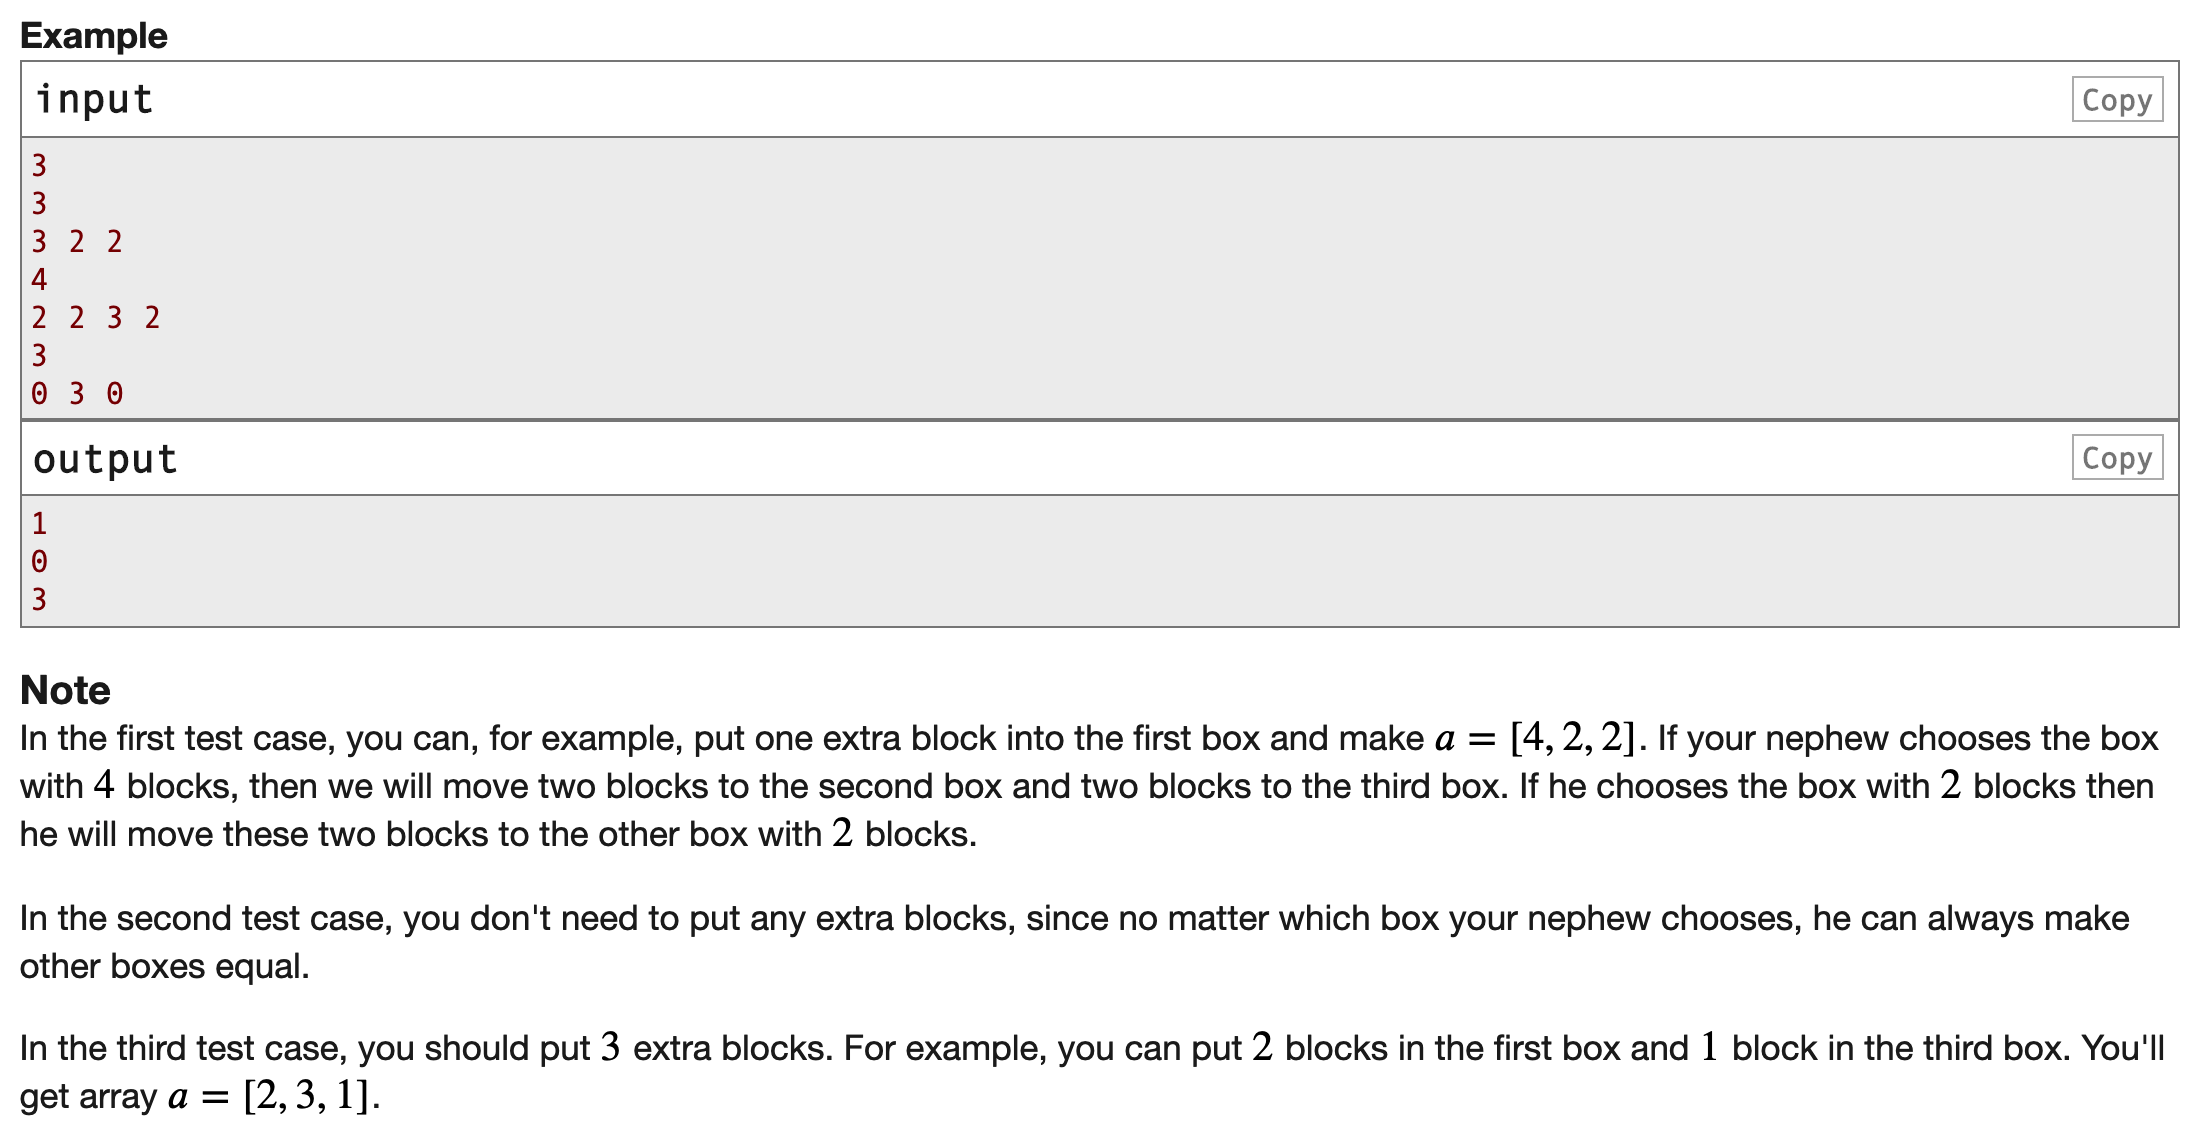 Example
input
Copy
3
3
3 2 2
4
2 2 3 2
3
0 3 0
output
Copy
1
0
3
Note
In the first test case, you can, for example, put one extra block into the first box and make a = [4, 2, 2]. If your nephew chooses the box
with 4 blocks, then we will move two blocks to the second box and two blocks to the third box. If he chooses the box with 2 blocks then
he will move these two blocks to the other box with 2 blocks.
In the second test case, you don't need to put any extra blocks, since no matter which box your nephew chooses, he can always make
other boxes equal.
In the third test case, you should put 3 extra blocks. For example, you can put 2 blocks in the first box and 1 block in the third box. You'll
get array a = [2, 3, 1].